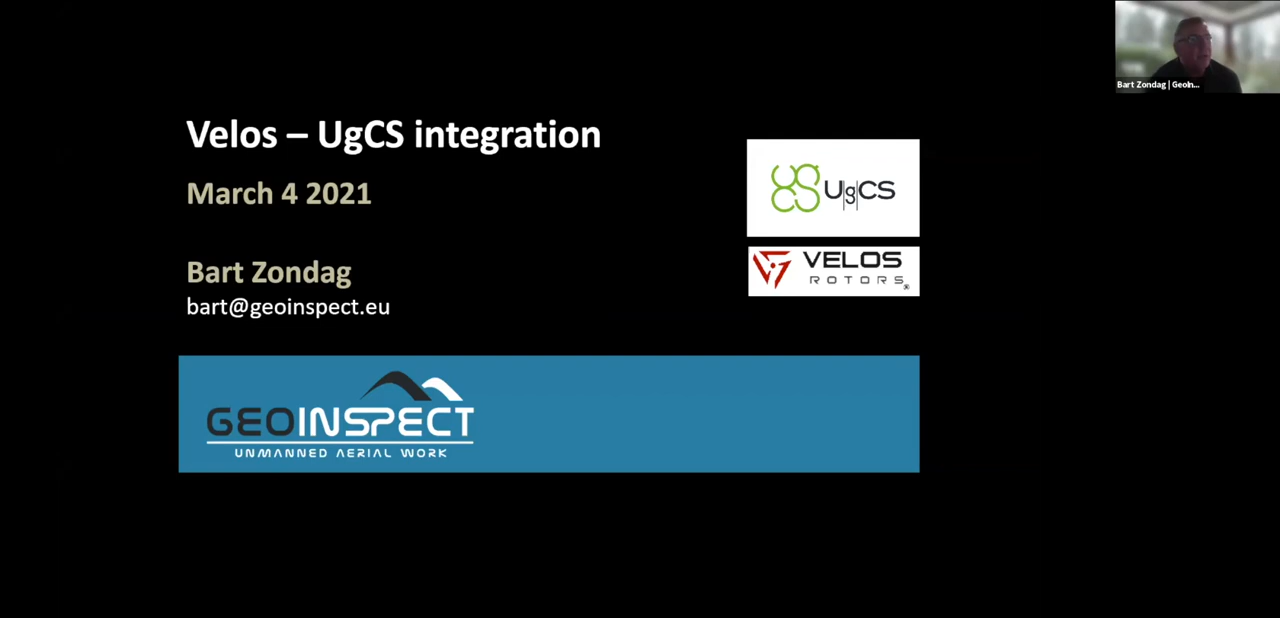 Velos – UgCS integration
March 4 2021
Bart Zondag
bart@geoinspect.eu
UgCS
VELOS
ROTORS®
GEOINSPECT
UNMANNED AERIAL WORK
Bart Zondag | GeoIn...